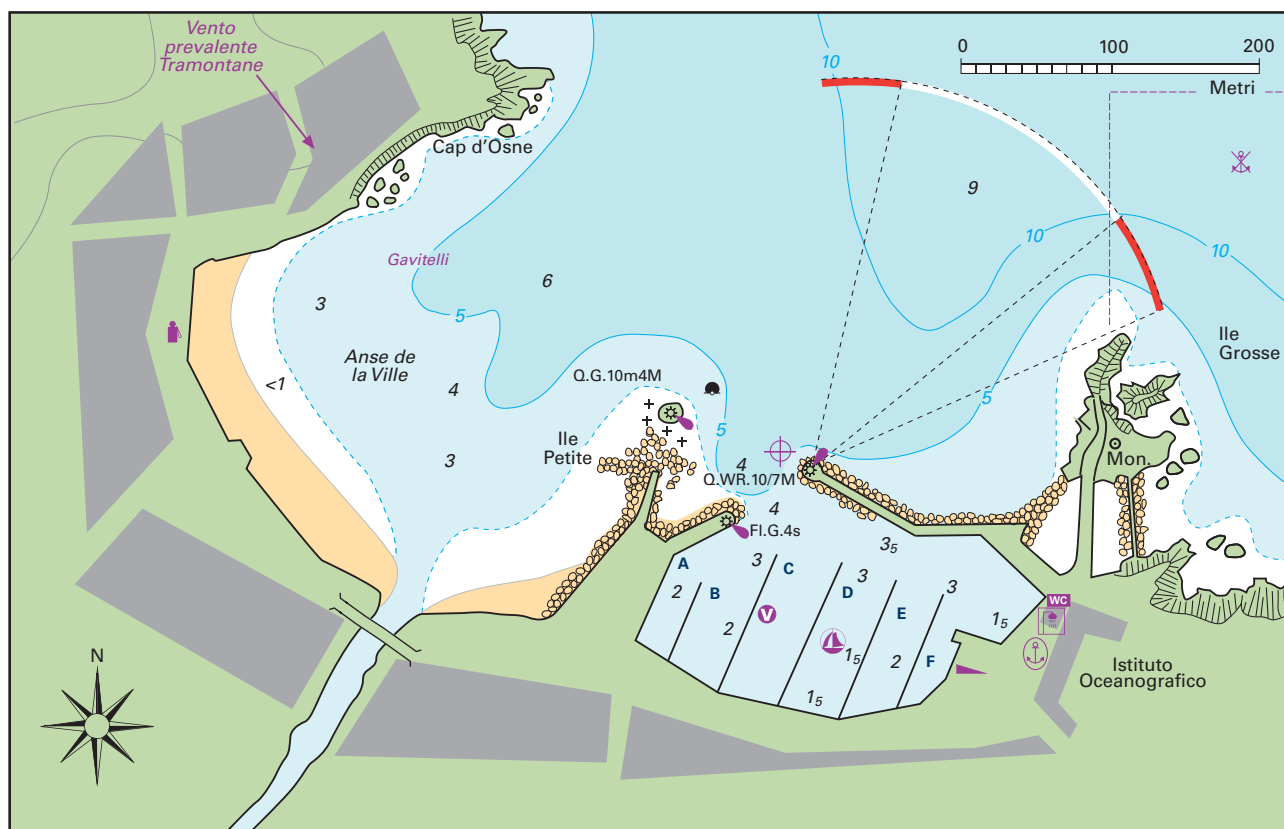 Vento
prevalente
Tramontane
0 100 200
Metri
10
10
Cap d'Osne
9
10
10
Gavitelli
6
3
5
Ile
Grosse
Anse de
la Ville
<1
4
Q.G.10m4M
5
5
3
Ile
Petite
Mon.
4
Q.WR.10/7M
4
Fl.G.4s
35
A
3
C
3
2
B
D
3
E
WC
2
V
15
15
2
F
15
Istituto
Oceanografico
N